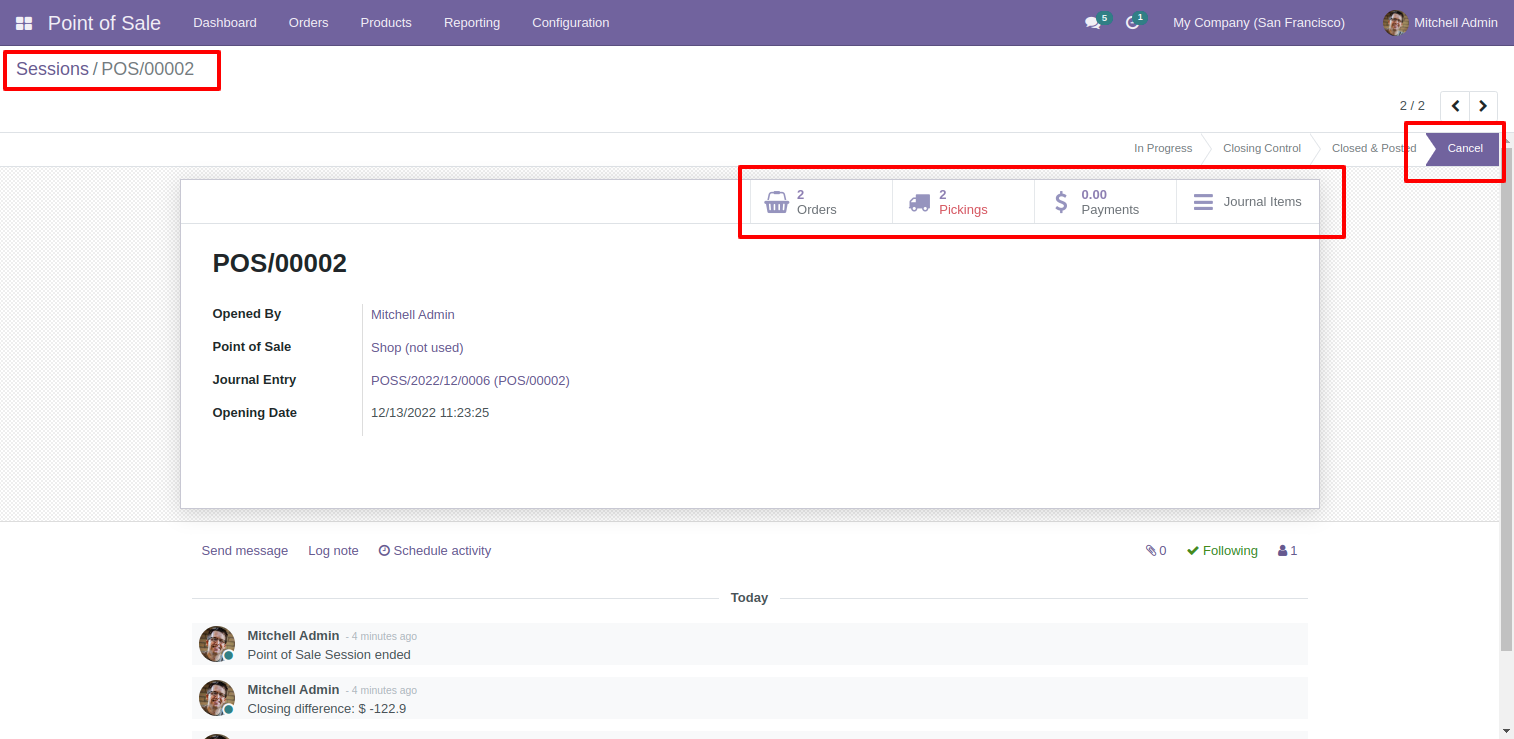 Point of Sale Dashboard Orders Products Reporting Configuration 5 1 My Company (San Francisco) Mitchell Admin
Sessions / POS/00002
2 / 2
In Progress Closing Control Closed & Posted Cancel
2 Orders
2 Pickings
0.00 Payments
Journal Items
POS/00002
Opened By Mitchell Admin
Point of Sale Shop (not used)
Journal Entry POSS/2022/12/0006 (POS/00002)
Opening Date 12/13/2022 11:23:25
Send message Log note Schedule activity 0 Following 1
Today
Mitchell Admin - 4 minutes ago
Point of Sale Session ended
Mitchell Admin - 4 minutes ago
Closing difference: $ -122.9